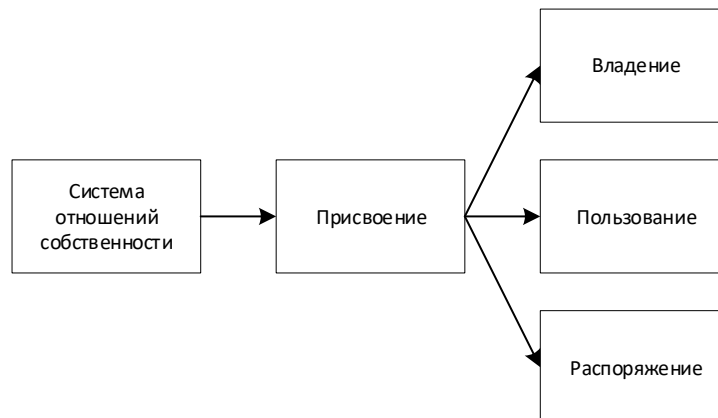 Владение
Система
отношений
собственности
Присвоение
Пользование
Распоряжение